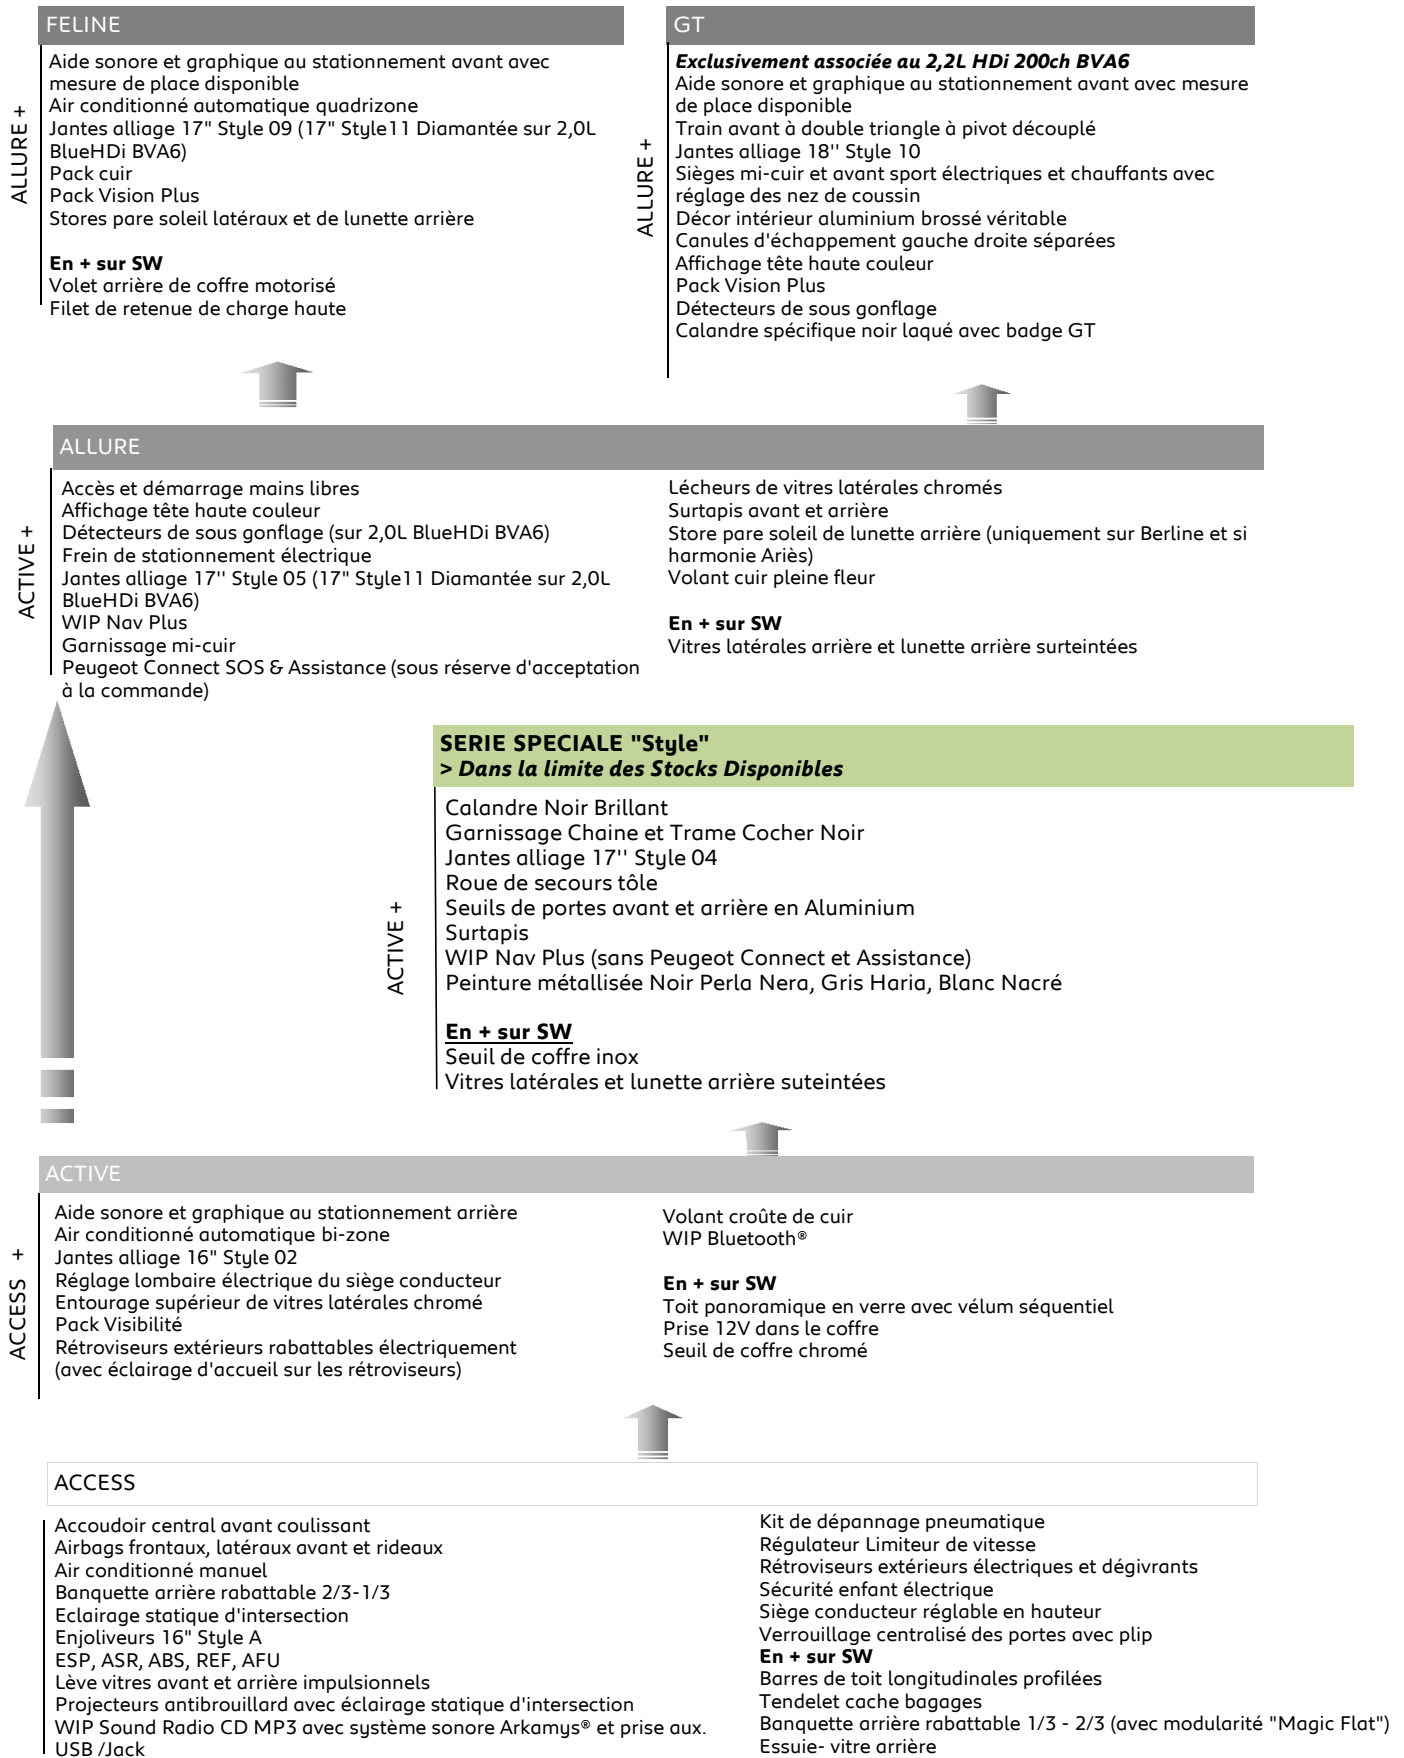 FELINE
ALLURE +
Aide sonore et graphique au stationnement avant avec
mesure de place disponible
Air conditionné automatique quadrizone
Jantes alliage 17" Style 09 (17" Style11 Diamantée sur 2,0L
BlueHDi BVA6)
Pack cuir
Pack Vision Plus
Stores pare soleil latéraux et de lunette arrière
En + sur SW
Volet arrière de coffre motorisé
Filet de retenue de charge haute
GT
ALLURE +
Exclusivement associée au 2,2L HDi 200ch BVA6
Aide sonore et graphique au stationnement avant avec mesure
de place disponible
Train avant à double triangle à pivot découplé
Jantes alliage 18'' Style 10
Sièges mi-cuir et avant sport électriques et chauffants avec
réglage des nez de coussin
Décor intérieur aluminium brossé véritable
Canules d'échappement gauche droite séparées
Affichage tête haute couleur
Pack Vision Plus
Détecteurs de sous gonflage
Calandre spécifique noir laqué avec badge GT
ALLURE
ACTIVE +
Accès et démarrage mains libres
Affichage tête haute couleur
Détecteurs de sous gonflage (sur 2,0L BlueHDi BVA6)
Frein de stationnement électrique
Jantes alliage 17'' Style 05 (17" Style11 Diamantée sur 2,0L
BlueHDi BVA6)
WIP Nav Plus
Garnissage mi-cuir
Peugeot Connect SOS & Assistance (sous réserve d'acceptation
à la commande)
Lécheurs de vitres latérales chromés
Surtapis avant et arrière
Store pare soleil de lunette arrière (uniquement sur Berline et si
harmonie Ariès)
Volant cuir pleine fleur
En + sur SW
Vitres latérales arrière et lunette arrière surteintées
SERIE SPECIALE "Style"
> Dans la limite des Stocks Disponibles
ACTIVE +
Calandre Noir Brillant
Garnissage Chaine et Trame Cocher Noir
Jantes alliage 17'' Style 04
Roue de secours tôle
Seuils de portes avant et arrière en Aluminium
Surtapis
WIP Nav Plus (sans Peugeot Connect et Assistance)
Peinture métallisée Noir Perla Nera, Gris Haria, Blanc Nacré
En + sur SW
Seuil de coffre inox
Vitres latérales et lunette arrière suteintées
ACTIVE
ACCESS +
Aide sonore et graphique au stationnement arrière
Air conditionné automatique bi-zone
Jantes alliage 16" Style 02
Réglage lombaire électrique du siège conducteur
Entourage supérieur de vitres latérales chromé
Pack Visibilité
Rétroviseurs extérieurs rabattables électriquement
(avec éclairage d'accueil sur les rétroviseurs)
Volant croûte de cuir
WIP Bluetooth®
En + sur SW
Toit panoramique en verre avec vélum séquentiel
Prise 12V dans le coffre
Seuil de coffre chromé
ACCESS
Accoudoir central avant coulissant
Airbags frontaux, latéraux avant et rideaux
Air conditionné manuel
Banquette arrière rabattable 2/3-1/3
Eclairage statique d'intersection
Enjoliveurs 16" Style A
ESP, ASR, ABS, REF, AFU
Lève vitres avant et arrière impulsionnels
Projecteurs antibrouillard avec éclairage statique d'intersection
WIP Sound Radio CD MP3 avec système sonore Arkamys® et prise aux.
USB /Jack
Kit de dépannage pneumatique
Régulateur Limiteur de vitesse
Rétroviseurs extérieurs électriques et dégivrants
Sécurité enfant électrique
Siège conducteur réglable en hauteur
Verrouillage centralisé des portes avec plip
En + sur SW
Barres de toit longitudinales profilées
Tendelet cache bagages
Banquette arrière rabattable 1/3 - 2/3 (avec modularité "Magic Flat")
Essuie- vitre arrière